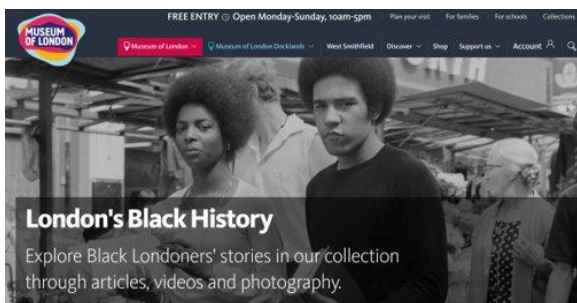 MUSEUM
OF LONDON
FREE ENTRY Open Monday-Sunday, 10am-5pm
Plan your visit
For families
For schools
Collections
Museum of London
Museum of London Docklands
West Smithfield
Discover
Shop
Support us
Account
London's Black History
Explore Black Londoners' stories in our collection
through articles, videos and photography.